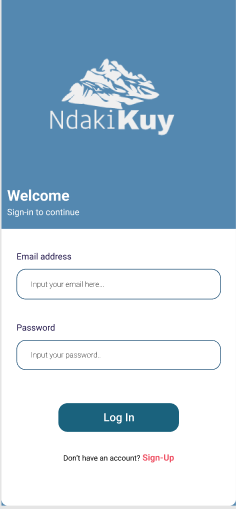 NdakiKuy
Welcome
Sign-in to continue
Email address
Input your email here...
Password
Input your password.
Log In
Don't have an account? Sign-Up